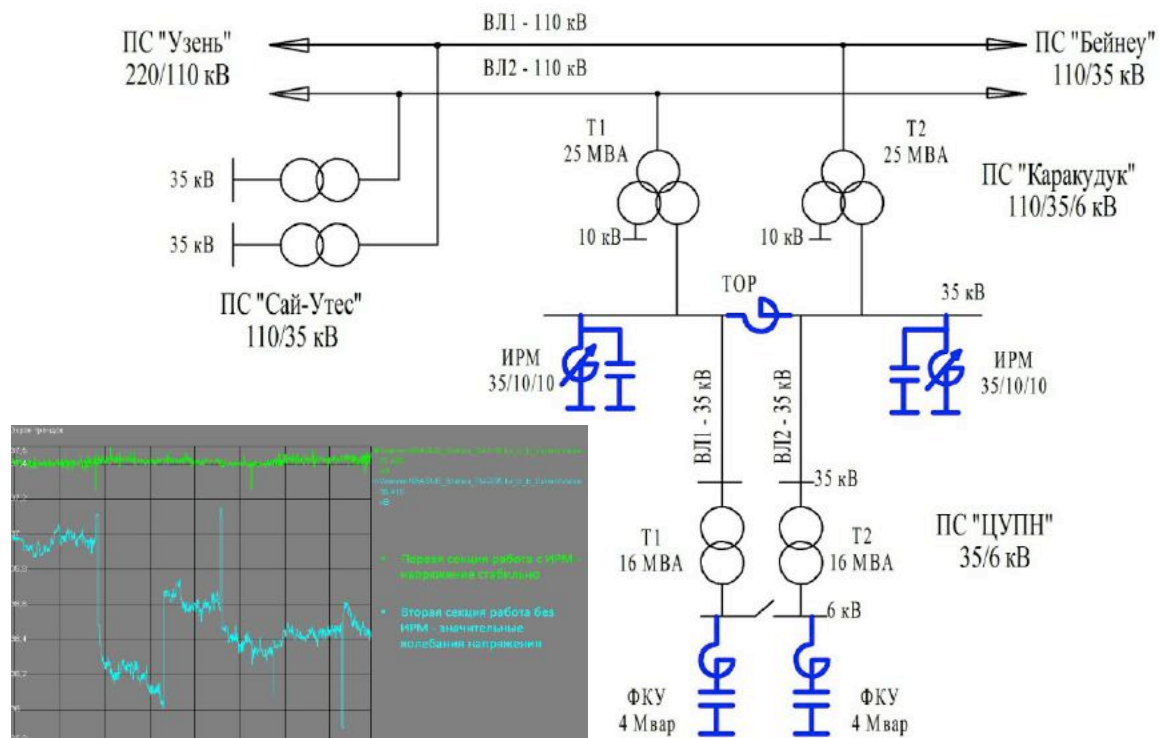 ПС "Узень"
220/110 кВ
ВЛ1 - 110 кВ
ВЛ2 - 110 кВ
ПС "Бейнеу"
110/35 кВ
Т1
25 МВА
Т2
25 МВА
ПС "Каракудук"
110/35/6 кВ
35 кВ
35 кВ
ПС "Сай-Утес"
110/35 кВ
10 кВ
10 кВ
ТОР
35 кВ
ИРМ
35/10/10
ИРМ
35/10/10
ВЛ1 - 35 кВ
ВЛ2 - 35 кВ
35 кВ
Т1
16 МВА
Т2
16 МВА
ПС "ЦУПН"
35/6 кВ
6 кВ
ФКУ
4 Мвар
ФКУ
4 Мвар
Первая секция работа с ИРМ -
напряжение стабильно
Вторая секция работа без
ИРМ - значительные
колебания напряжения